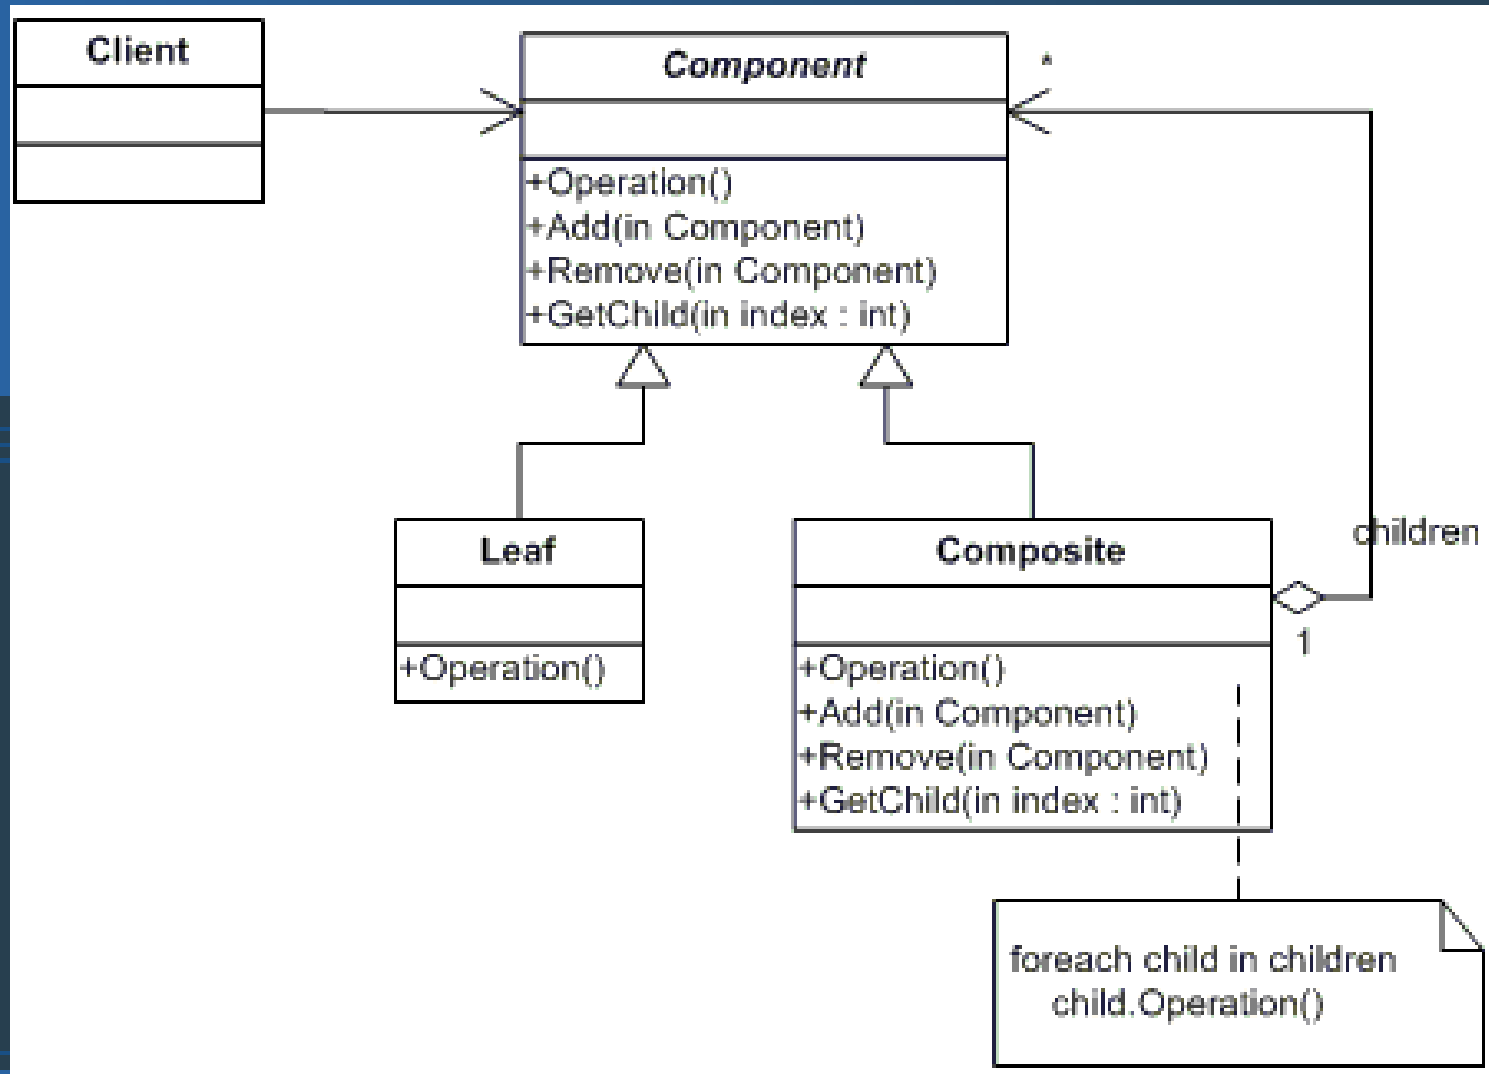 Client
Component
*
+Operation()
+Add(in Component)
+Remove(in Component)
+GetChild(in index : int)
children
Leaf
+Operation()
Composite
1
+Operation()
+Add(in Component)
+Remove(in Component)
+GetChild(in index : int)
foreach child in children
child.Operation()